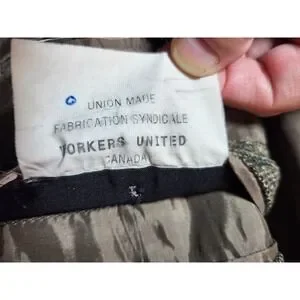 UNION MADE
FABRICATION SYNDICALE
WORKERS UNITED
CANADA